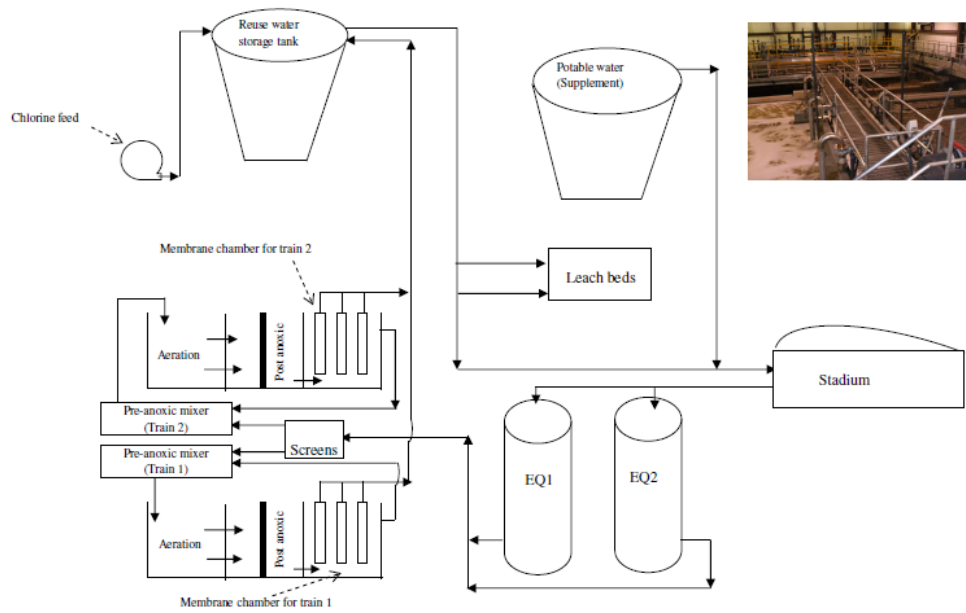 Reuse water
storage tank
Potable water
(Supplement)
Chlorine feed
Membrane chamber for train 2
Leach beds
Aeration
Post anoxic
Stadium
Pre-anoxic mixer
(Train 2)
Screens
Pre-anoxic mixer
(Train 1)
EQ1
EQ2
Aeration
Post anoxic
Membrane chamber for train 1